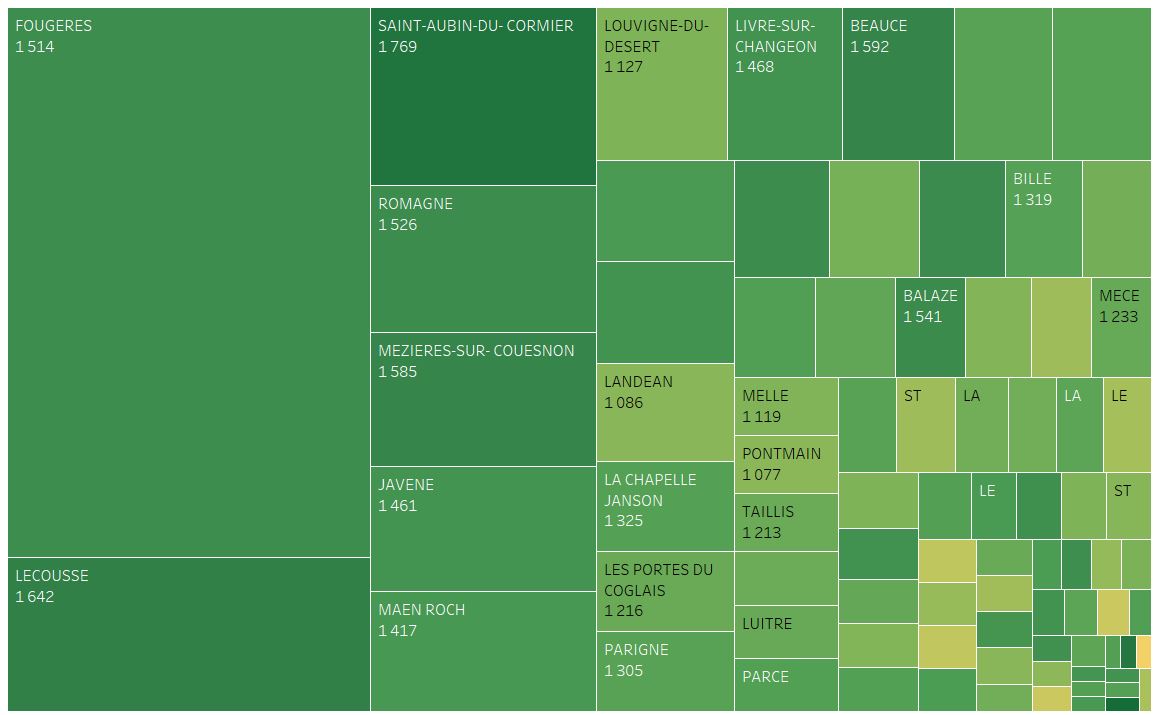 FOUGERES
1 514
LECOUSSE
1 642
SAINT-AUBIN-DU- CORMIER
1 769
ROMAGNE
1 526
MEZIERES-SUR- COUESNON
1 585
JAVENE
1 461
MAEN ROCH
1 417
LOUVIGNE-DU-
DESERT
1 127
LIVRE-SUR-
CHANGEON
1 468
BEAUCE
1 592
BILLE
1 319
BALAZE
1 541
MECE
1 233
LANDEAN
1 086
LA CHAPELLE
JANSON
1 325
LES PORTES DU
COGLAIS
1 216
PARIGNE
1 305
MELLE
1 119
PONTMAIN
1 077
TAILLIS
1 213
LUITRE
PARCE
ST
LA
LA
LE
LE
ST